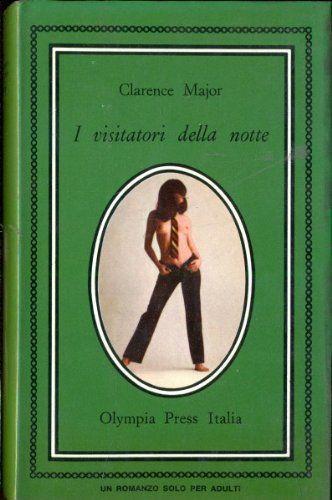 Clarence Major
I visitatori della notte
Olympia Press Italia
UN ROMANZO SOLO PER ADULTI